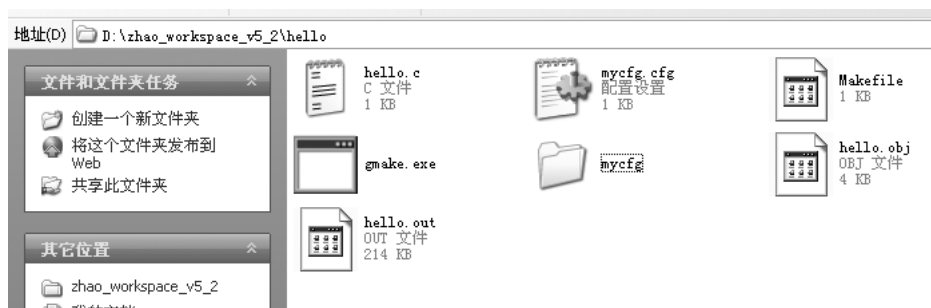 地址(D) D:\zhao_workspace_v5_2\hello
文件和文件夹任务
创建一个新文件夹
将这个文件夹发布到
Web
共享此文件夹
其它位置
zhao_workspace_v5_2
hello.c
C 文件
1 KB
mycfg.cfg
配置设置
1 KB
Makefile
1 KB
gmake.exe
mycfg
hello.obj
OBJ 文件
4 KB
hello.out
OUT 文件
214 KB